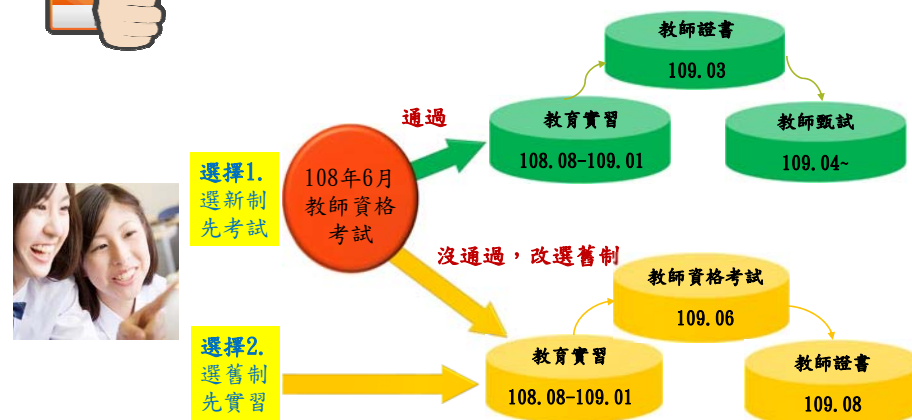 教師證書
109.03
通過
教育實習
108.08-109.01
教師甄試
109.04~
選擇1.
選新制
先考試
108年6月
教師資格
考試
沒通過，改選舊制
教師資格考試
109.06
選擇2.
選舊制
先實習
教育實習
108.08-109.01
教師證書
109.08